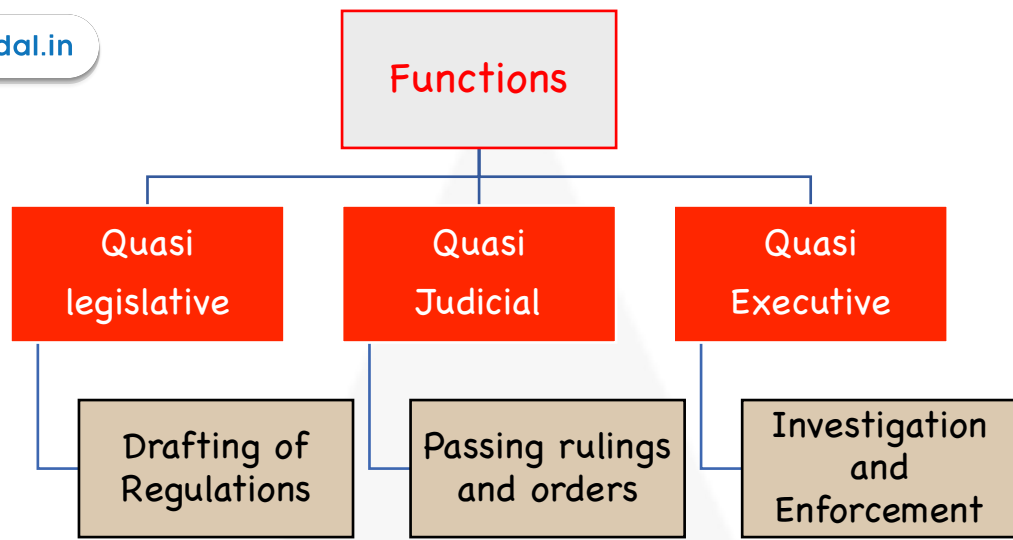 dal.in
Functions
Quasi
legislative
Quasi
Judicial
Quasi
Executive
Drafting of
Regulations
Passing rulings
and orders
Investigation
and
Enforcement